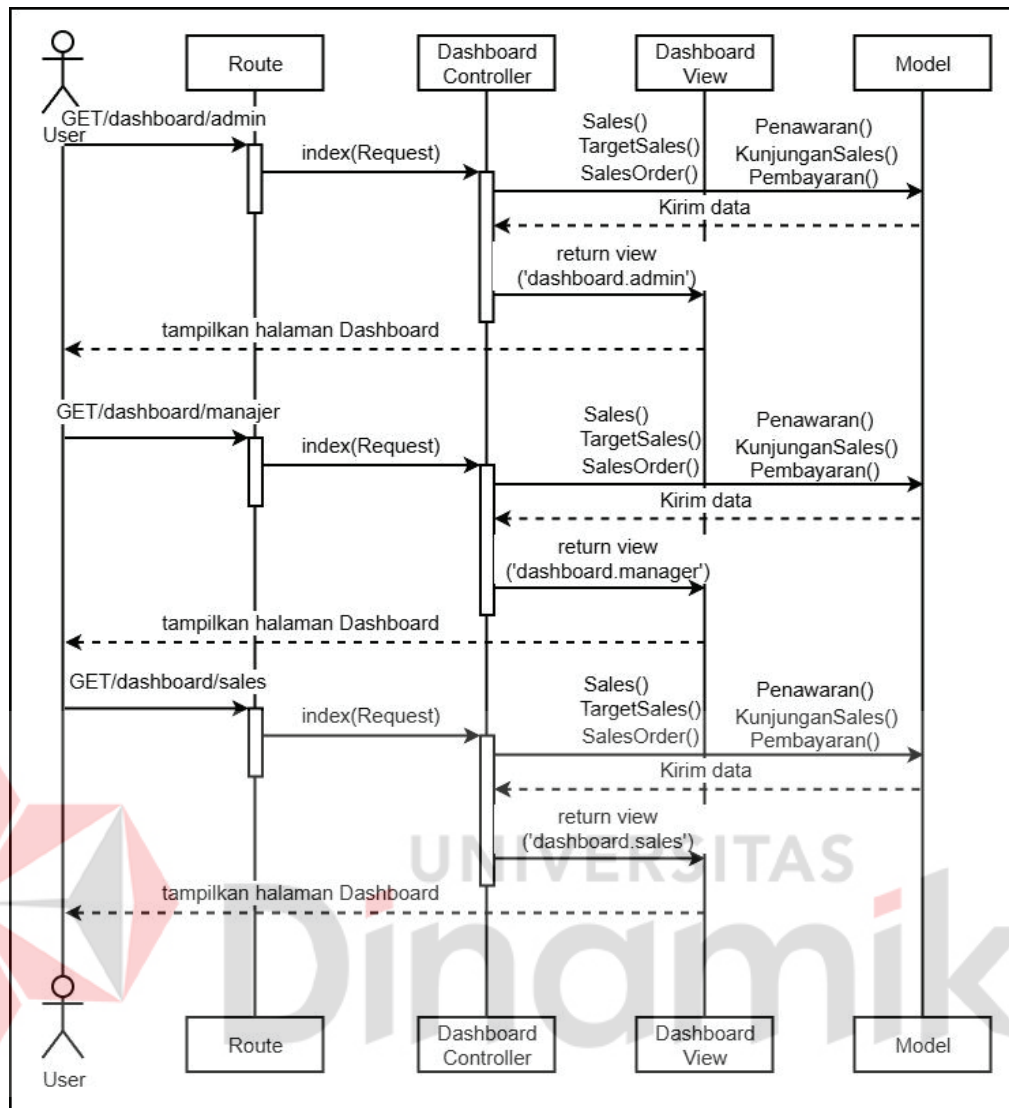 User
Route
Dashboard
Controller
Dashboard
View
Model
GET/dashboard/admin
index(Request)
Sales()
TargetSales()
SalesOrder()
Penawaran()
KunjunganSales()
Pembayaran()
Kirim data
return view
('dashboard.admin')
tampilkan halaman Dashboard
GET/dashboard/manajer
index(Request)
Sales()
TargetSales()
SalesOrder()
Penawaran()
KunjunganSales()
Pembayaran()
Kirim data
return view
('dashboard.manager')
tampilkan halaman Dashboard
GET/dashboard/sales
index(Request)
Sales()
TargetSales()
SalesOrder()
Penawaran()
KunjunganSales()
Pembayaran()
Kirim data
return view
('dashboard.sales')
tampilkan halaman Dashboard
UNIVERSITAS
Dinamik
User
Route
Dashboard
Controller
Dashboard
View
Model